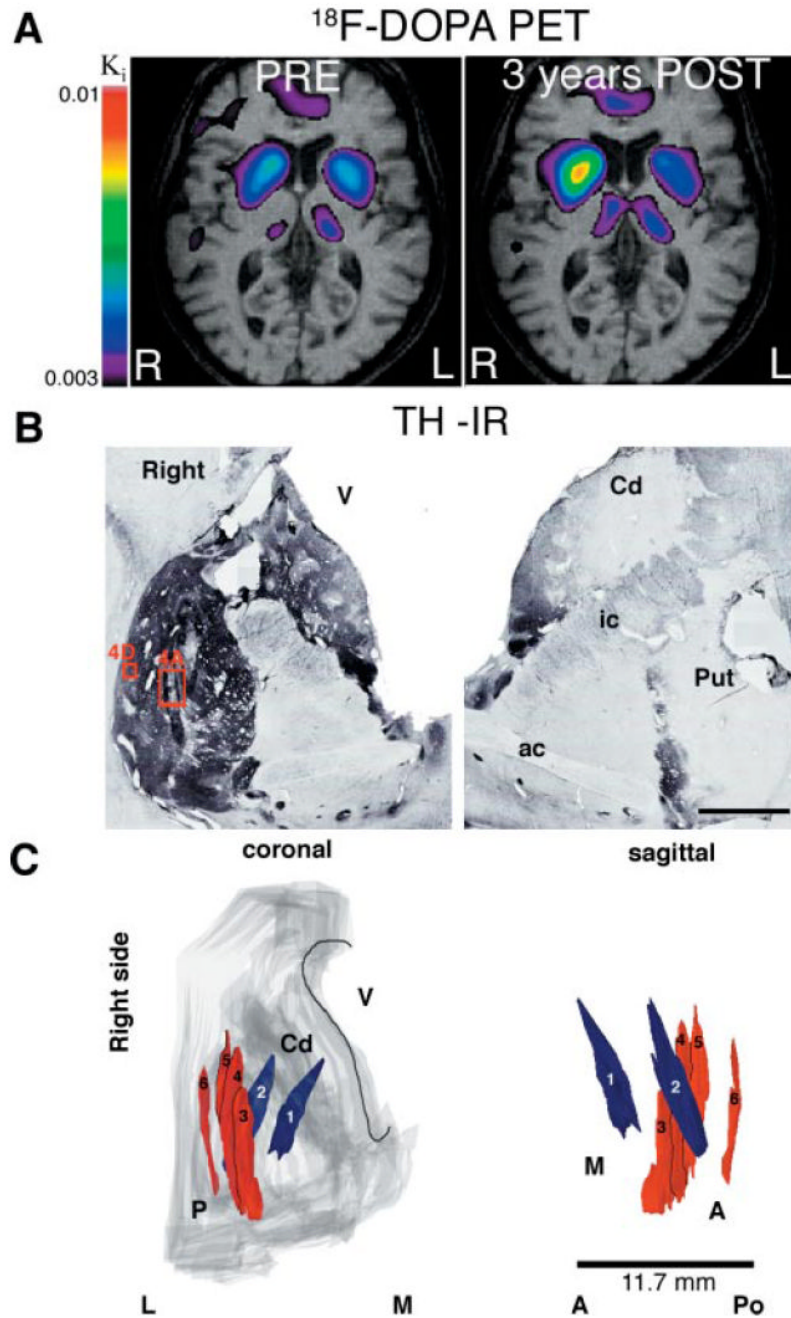 A
18F-DOPA PET
Ki
0.01
0.003
PRE
3 years POST
R
L
R
L
B
TH -IR
Right
V
Cd
4D
4A
ic
Put
ac
C
coronal
sagittal
Right side
V
Cd
5
4
6
3
2
1
P
L
M
4
5
1
2
6
3
M
A
11.7 mm
A
Po